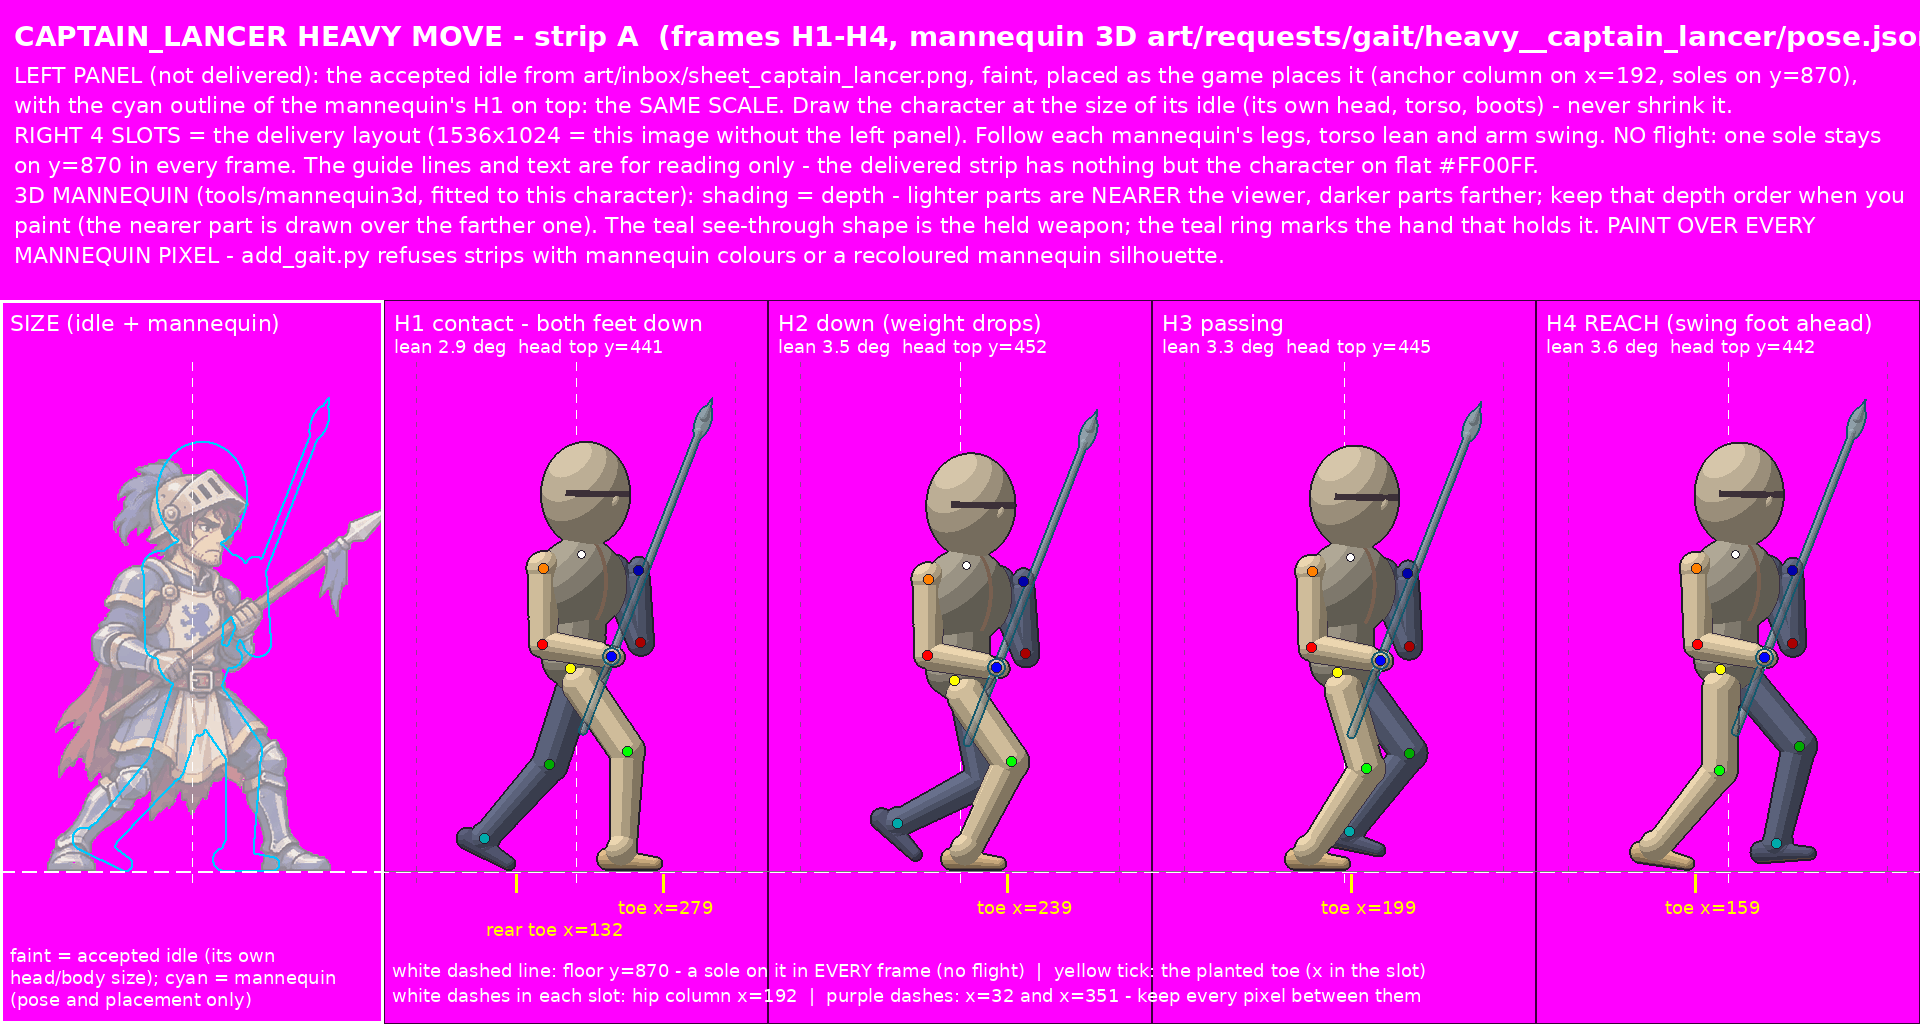 CAPTAIN_LANCER HEAVY MOVE - strip A  (frames H1-H4, mannequin 3D art/requests/gait/heavy__captain_lancer/pose.json
LEFT PANEL (not delivered): the accepted idle from art/inbox/sheet_captain_lancer.png, faint, placed as the game places it (anchor column on x=192, soles on y=870),
with the cyan outline of the mannequin's H1 on top: the SAME SCALE. Draw the character at the size of its idle (its own head, torso, boots) - never shrink it.
RIGHT 4 SLOTS = the delivery layout (1536x1024 = this image without the left panel). Follow each mannequin's legs, torso lean and arm swing. NO flight: one sole stays
on y=870 in every frame. The guide lines and text are for reading only - the delivered strip has nothing but the character on flat #FF00FF.
3D MANNEQUIN (tools/mannequin3d, fitted to this character): shading = depth - lighter parts are NEARER the viewer, darker parts farther; keep that depth order when you
paint (the nearer part is drawn over the farther one). The teal see-through shape is the held weapon; the teal ring marks the hand that holds it. PAINT OVER EVERY
MANNEQUIN PIXEL - add_gait.py refuses strips with mannequin colours or a recoloured mannequin silhouette.
SIZE (idle + mannequin)
H1 contact - both feet down
lean 2.9 deg  head top y=441
H2 down (weight drops)
lean 3.5 deg  head top y=452
H3 passing
lean 3.3 deg  head top y=445
H4 REACH (swing foot ahead)
lean 3.6 deg  head top y=442
toe x=279
rear toe x=132
toe x=239
toe x=199
toe x=159
faint = accepted idle (its own
head/body size); cyan = mannequin
(pose and placement only)
white dashed line: floor y=870 - a sole on it in EVERY frame (no flight)  |  yellow tick: the planted toe (x in the slot)
white dashes in each slot: hip column x=192  |  purple dashes: x=32 and x=351 - keep every pixel between them